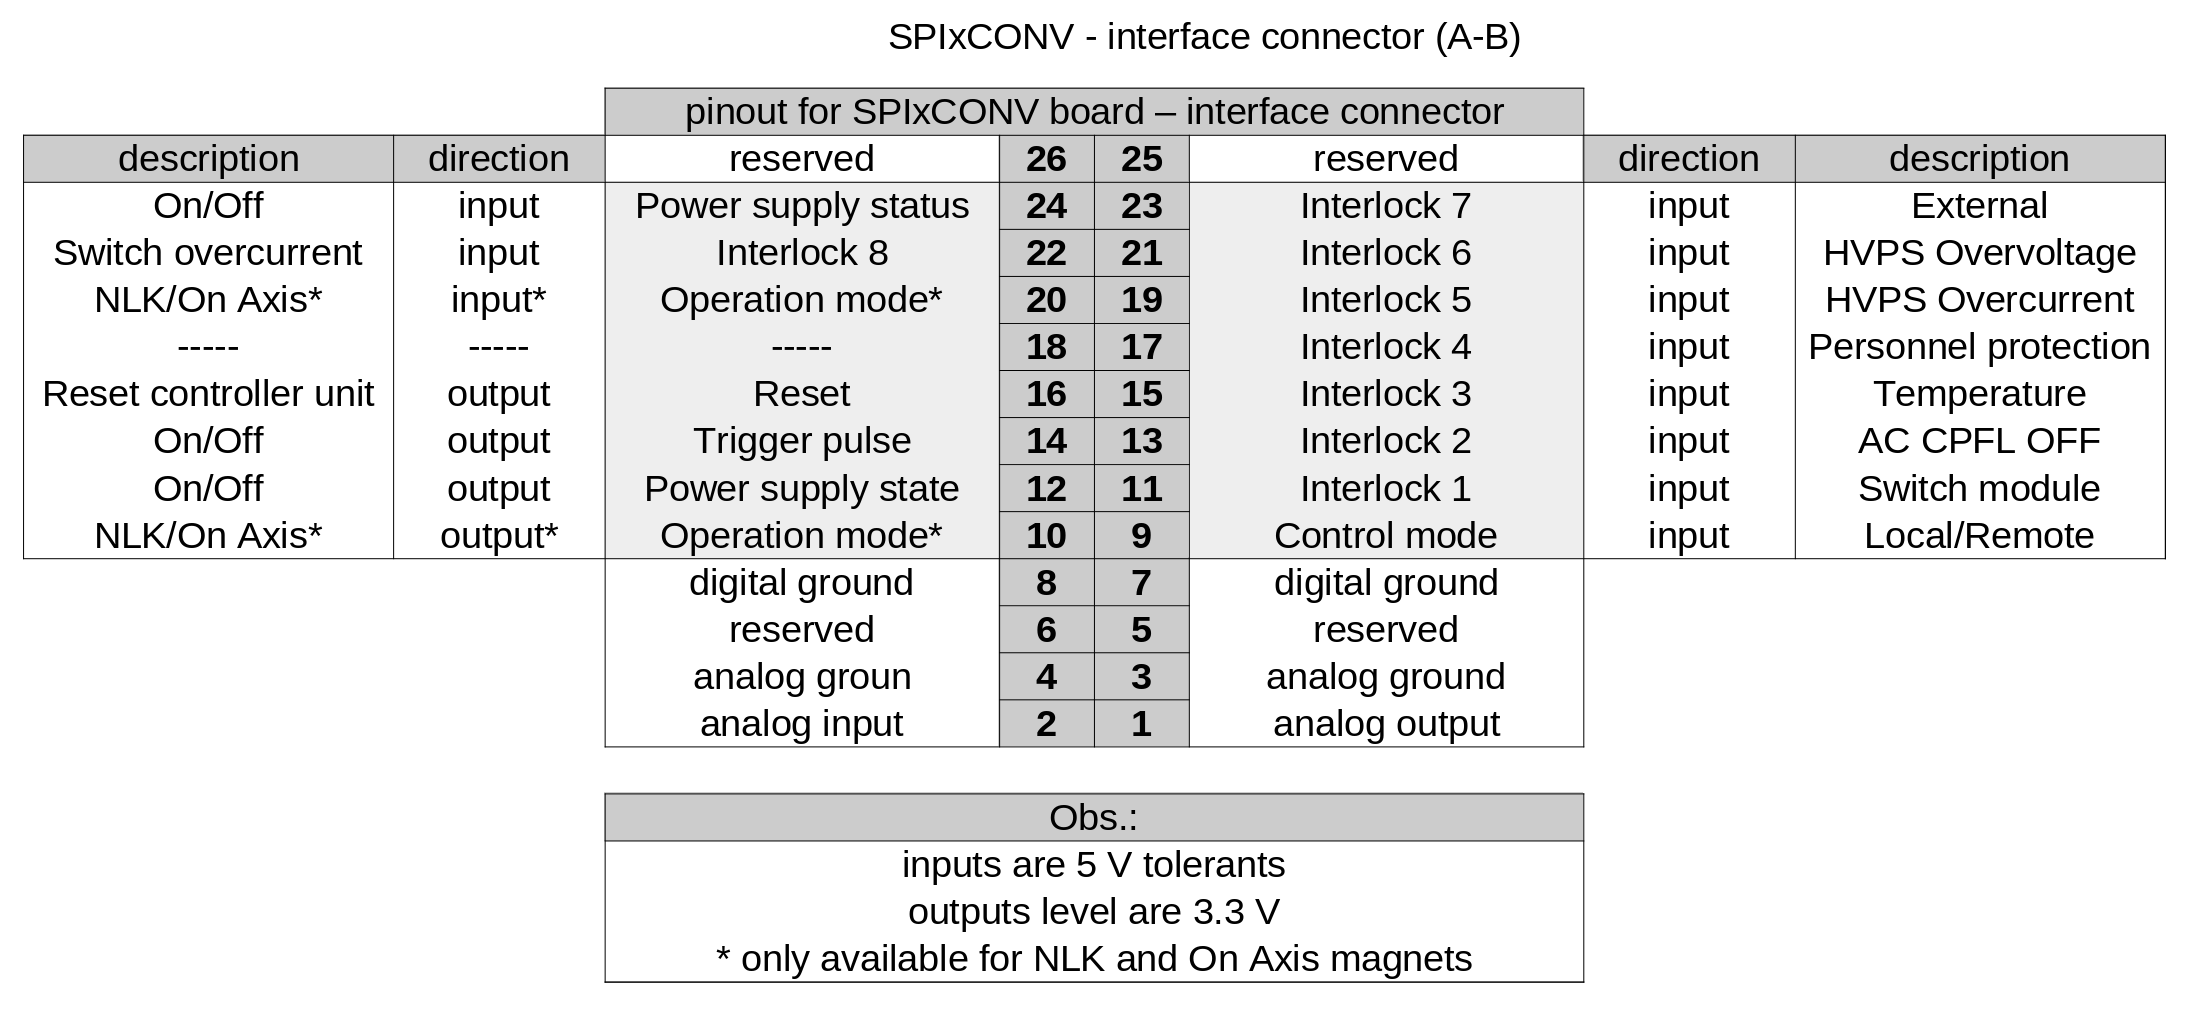 SPIxCONV - interface connector (A-B)
pinout for SPIxCONV board – interface connector
description direction reserved 26 25 reserved direction description
On/Off input Power supply status 24 23 Interlock 7 input External
Switch overcurrent input Interlock 8 22 21 Interlock 6 input HVPS Overvoltage
NLK/On Axis* input* Operation mode* 20 19 Interlock 5 input HVPS Overcurrent
----- ----- ----- 18 17 Interlock 4 input Personnel protection
Reset controller unit output Reset 16 15 Interlock 3 input Temperature
On/Off output Trigger pulse 14 13 Interlock 2 input AC CPFL OFF
On/Off output Power supply state 12 11 Interlock 1 input Switch module
NLK/On Axis* output* Operation mode* 10 9 Control mode input Local/Remote
digital ground 8 7 digital ground
reserved 6 5 reserved
analog groun 4 3 analog ground
analog input 2 1 analog output
Obs.:
inputs are 5 V tolerants
outputs level are 3.3 V
* only available for NLK and On Axis magnets